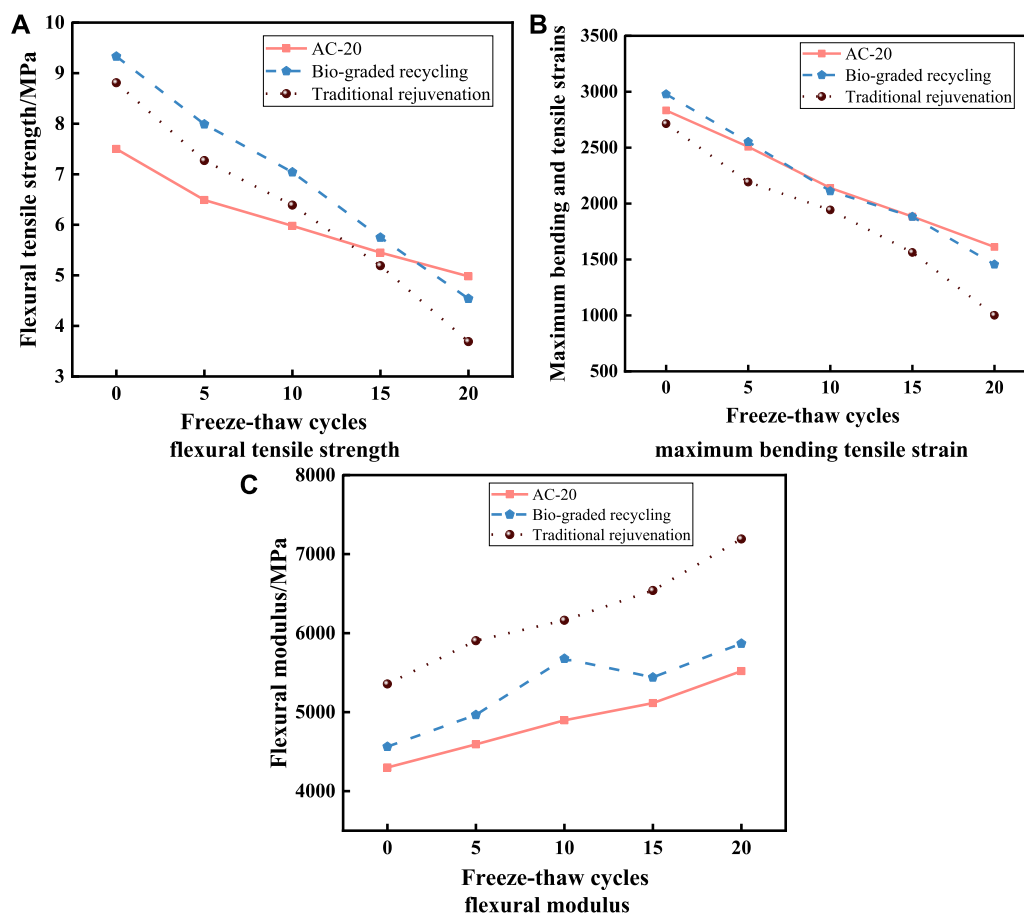 A
Flexural tensile strength/MPa
10
9
8
7
6
5
4
3
AC-20
Bio-graded recycling
Traditional rejuvenation
0 5 10 15 20
Freeze-thaw cycles
flexural tensile strength
B
Maximum bending and tensile strains
3500
3000
2500
2000
1500
1000
500
AC-20
Bio-graded recycling
Traditional rejuvenation
0 5 10 15 20
Freeze-thaw cycles
maximum bending tensile strain
C
Flexural modulus/MPa
8000
7000
6000
5000
4000
AC-20
Bio-graded recycling
Traditional rejuvenation
0 5 10 15 20
Freeze-thaw cycles
flexural modulus